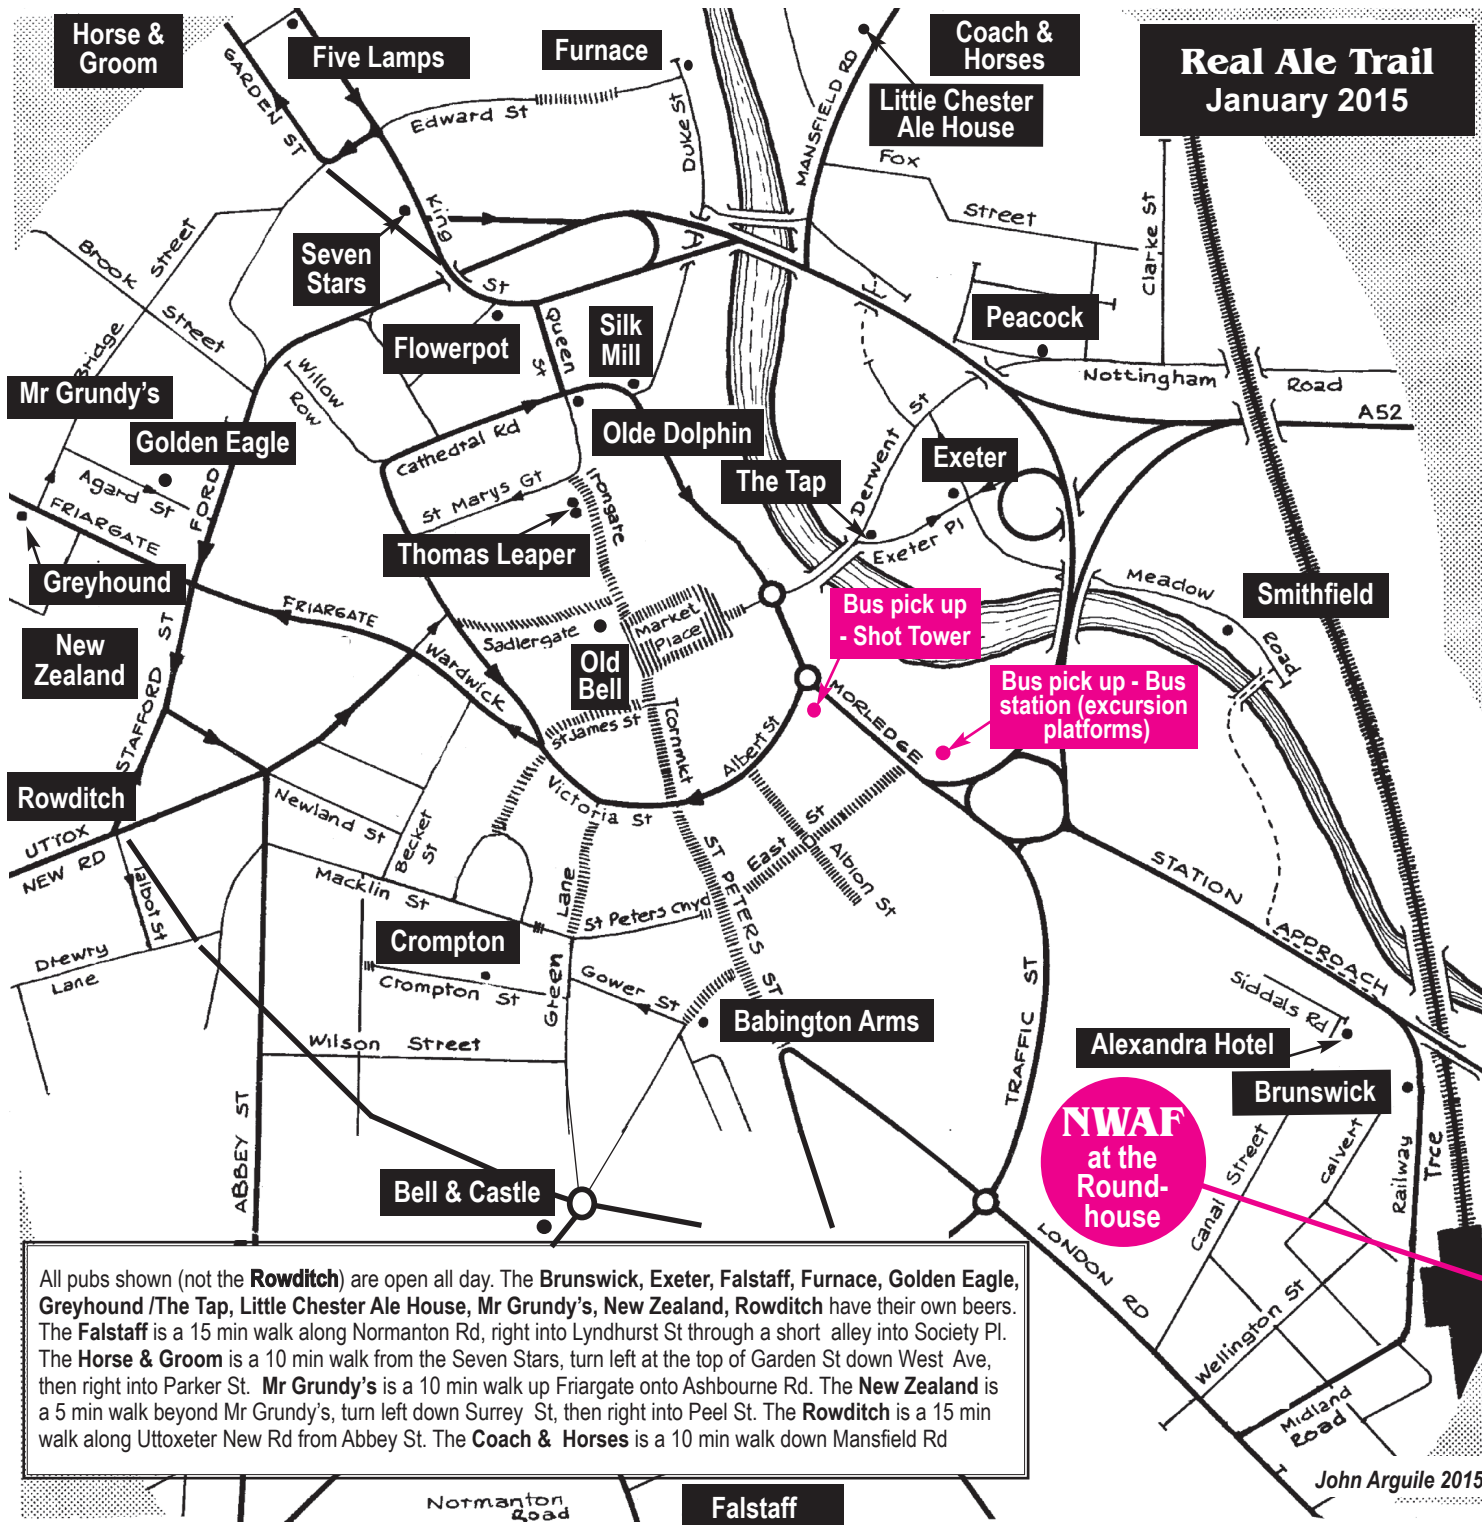 Horse &
Groom
Five Lamps
Furnace
Coach &
Horses
Little Chester
Ale House
Real Ale Trail
January 2015
GARDEN ST
Edward St
Duke St
MANSFIELD RD
Fox
Street
Clarke St
King
St
Seven
Stars
Brook
Street
Bridge
Street
Flowerpot
Queen
St
Silk
Mill
Peacock
Nottingham
Road
A52
Mr Grundy's
Willow
Row
Golden Eagle
Cathedral Rd
Olde Dolphin
Derwent
St
Exeter
The Tap
Agard St
FORD
ST
St Marys Gt
Irongate
FRIARGATE
Thomas Leaper
Exeter Pl
Greyhound
FRIARGATE
Meadow
Road
Smithfield
Bus pick up
- Shot Tower
New
Zealand
Sadlergate
Market
Place
WARDWICK
Old
Bell
STAFFORD
Bus pick up - Bus
station (excursion
platforms)
MORLEDGE
St James St
Cornmkt
Albert St
Rowditch
Victoria St
Newland St
Becket
St
UTTOX
NEW RD
Talbot St
Macklin St
ST PETERS ST
East St
Albion St
STATION
APPROACH
Lane
Green
St Peters Chyd
Crompton
Crompton St
Drewry
Lane
Gower St
Babington Arms
Wilson Street
TRAFFIC ST
Siddals Rd
Alexandra Hotel
Brunswick
NWAF
at the
Round-
house
Canal Street
Calvert
Railway
Trce
ABBEY ST
Bell & Castle
LONDON RD
Wellington St
Midland
Road
All pubs shown (not the Rowditch) are open all day. The Brunswick, Exeter, Falstaff, Furnace, Golden Eagle,
Greyhound /The Tap, Little Chester Ale House, Mr Grundy's, New Zealand, Rowditch have their own beers.
The Falstaff is a 15 min walk along Normanton Rd, right into Lyndhurst St through a short alley into Society Pl.
The Horse & Groom is a 10 min walk from the Seven Stars, turn left at the top of Garden St down West Ave,
then right into Parker St. Mr Grundy's is a 10 min walk up Friargate onto Ashbourne Rd. The New Zealand is
a 5 min walk beyond Mr Grundy's, turn left down Surrey St, then right into Peel St. The Rowditch is a 15 min
walk along Uttoxeter New Rd from Abbey St. The Coach & Horses is a 10 min walk down Mansfield Rd
John Arguile 2015
Normanton
Road
Falstaff